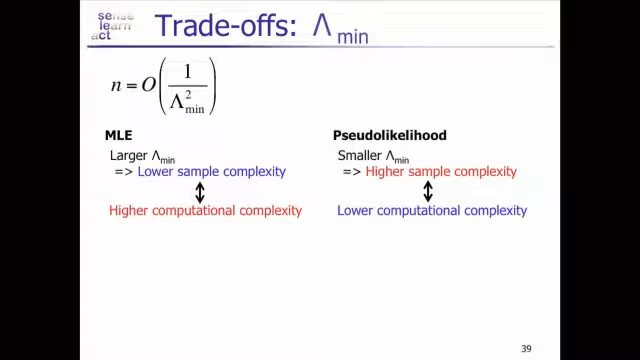 sense
learn
act
Trade-offs: Λ min
n = O(1/Λ²min)
MLE
Larger Λmin
=> Lower sample complexity
Higher computational complexity
Pseudolikelihood
Smaller Λmin
=> Higher sample complexity
Lower computational complexity
39